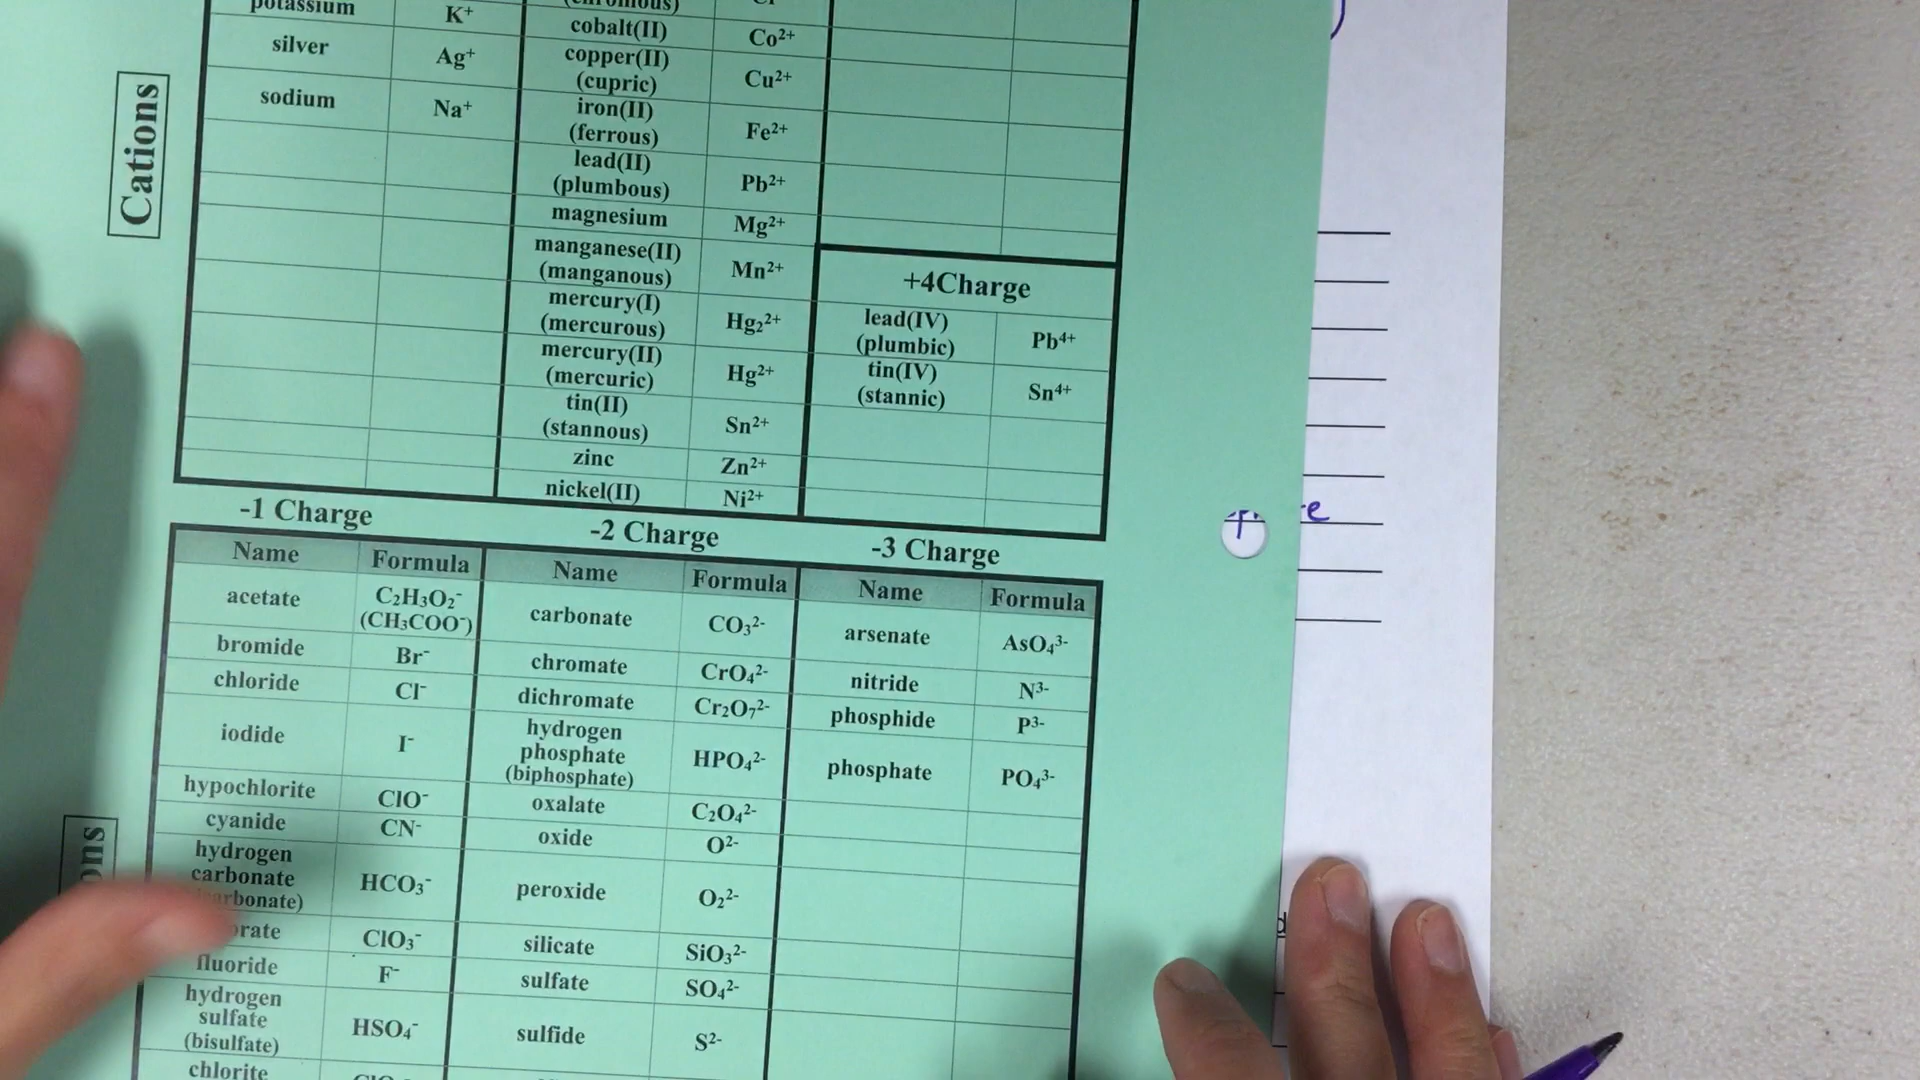 Cations
potassium K⁺
silver Ag⁺
sodium Na⁺
cobalt(II) Co²⁺
copper(II)
(cupric) Cu²⁺
iron(II)
(ferrous) Fe²⁺
lead(II)
(plumbous) Pb²⁺
magnesium Mg²⁺
manganese(II)
(manganous) Mn²⁺
mercury(I)
(mercurous) Hg₂²⁺
mercury(II)
(mercuric) Hg²⁺
tin(II)
(stannous) Sn²⁺
zinc Zn²⁺
nickel(II) Ni²⁺
+4Charge
lead(IV)
(plumbic) Pb⁴⁺
tin(IV)
(stannic) Sn⁴⁺
-1 Charge
Name Formula
acetate C₂H₃O₂⁻
(CH₃COO⁻)
bromide Br⁻
chloride Cl⁻
iodide I⁻
hypochlorite ClO⁻
cyanide CN⁻
hydrogen
carbonate HCO₃⁻
ClO₃⁻
fluoride F⁻
hydrogen
sulfate
(bisulfate) HSO₄⁻
chlorite
-2 Charge
Name Formula
carbonate CO₃²⁻
chromate CrO₄²⁻
dichromate Cr₂O₇²⁻
hydrogen
phosphate
(biphosphate) HPO₄²⁻
oxalate C₂O₄²⁻
oxide O²⁻
peroxide O₂²⁻
silicate SiO₃²⁻
sulfate SO₄²⁻
sulfide S²⁻
-3 Charge
Name Formula
arsenate AsO₄³⁻
nitride N³⁻
phosphide P³⁻
phosphate PO₄³⁻